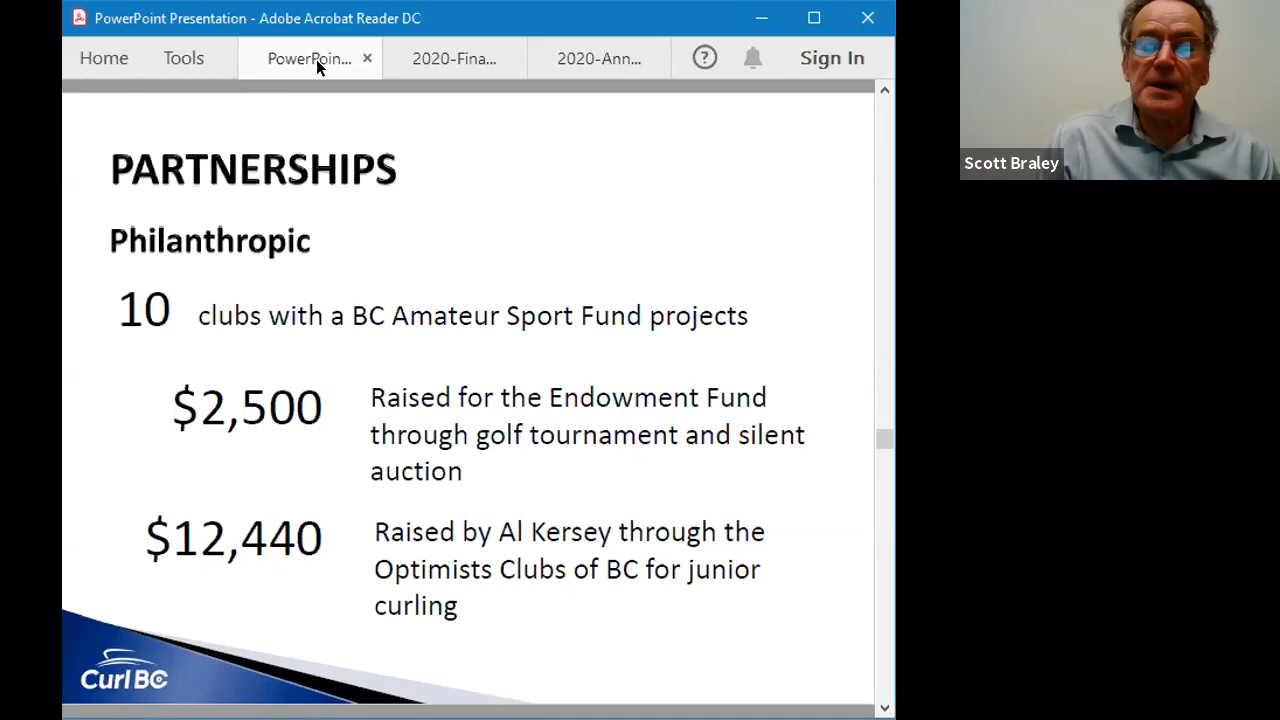 PowerPoint Presentation - Adobe Acrobat Reader DC
Home
Tools
PowerPoin...
2020-Fina...
2020-Ann...
Sign In
PARTNERSHIPS
Philanthropic
10 clubs with a BC Amateur Sport Fund projects
$2,500 Raised for the Endowment Fund
through golf tournament and silent
auction
$12,440 Raised by Al Kersey through the
Optimists Clubs of BC for junior
curling
Curl BC
Scott Braley